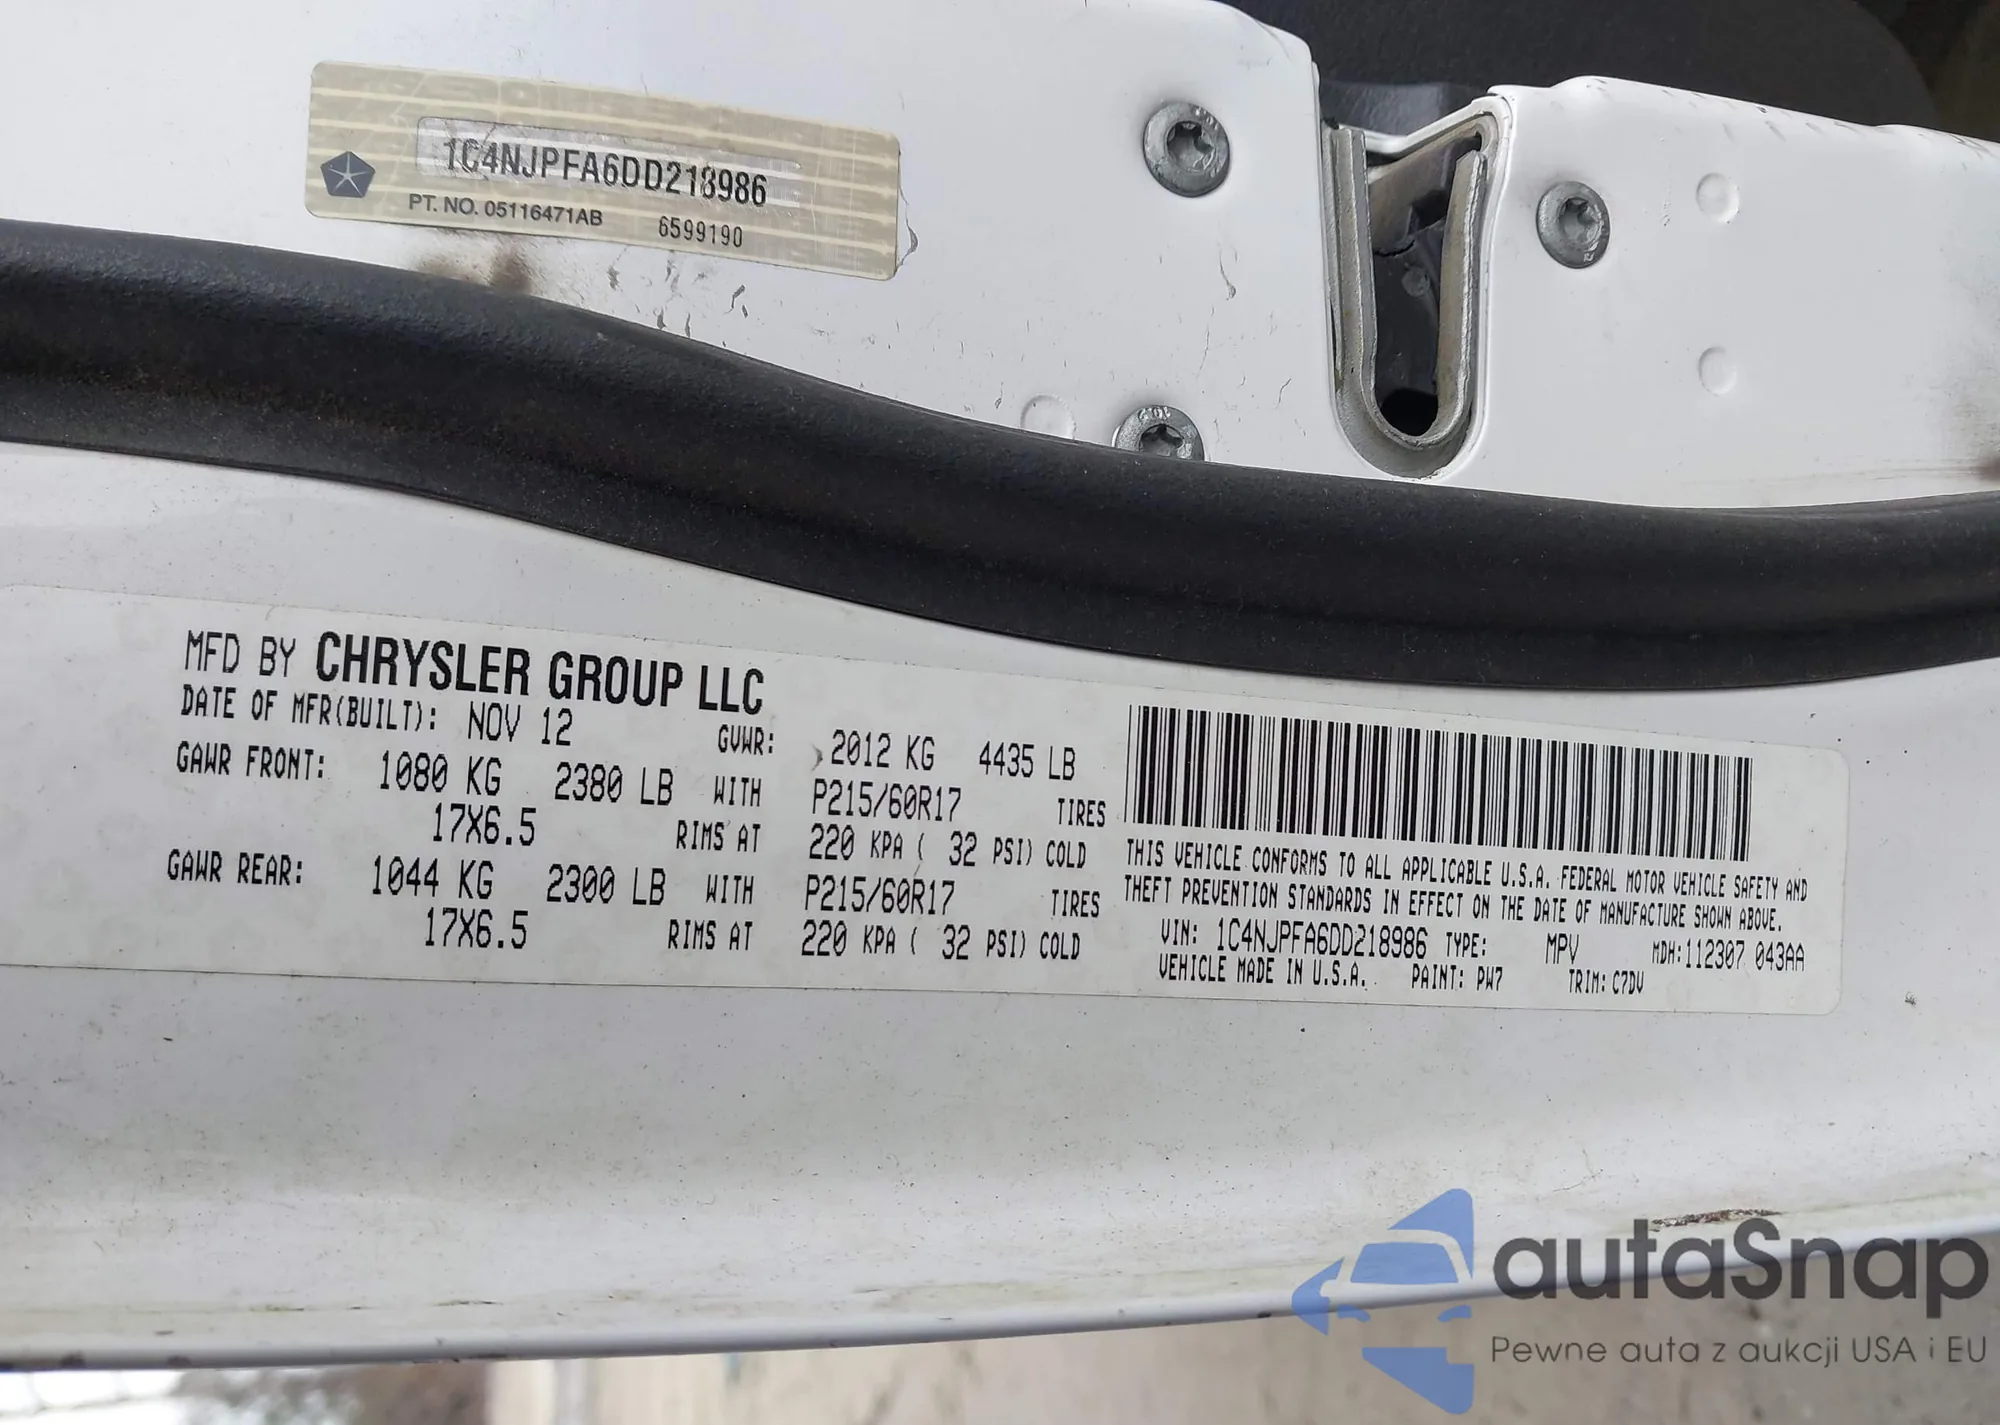 1C4NJPFA6DD218986
PT. NO. 05116471AB 6599190
MFD BY CHRYSLER GROUP LLC
DATE OF MFR(BUILT): NOV 12 GVWR: 2012 KG 4435 LB
GAWR FRONT: 1080 KG 2380 LB WITH P215/60R17 TIRES
17X6.5 RIMS AT 220 KPA ( 32 PSI) COLD
GAWR REAR: 1044 KG 2300 LB WITH P215/60R17 TIRES
17X6.5 RIMS AT 220 KPA ( 32 PSI) COLD
THIS VEHICLE CONFORMS TO ALL APPLICABLE U.S.A. FEDERAL MOTOR VEHICLE SAFETY AND
THEFT PREVENTION STANDARDS IN EFFECT ON THE DATE OF MANUFACTURE SHOWN ABOVE.
VIN: 1C4NJPFA6DD218986 TYPE: MPV MDH:112307 043AA
VEHICLE MADE IN U.S.A. PAINT: PW7 TRIM: C7DV
autaSnap
Pewne auta z aukcji USA i EU